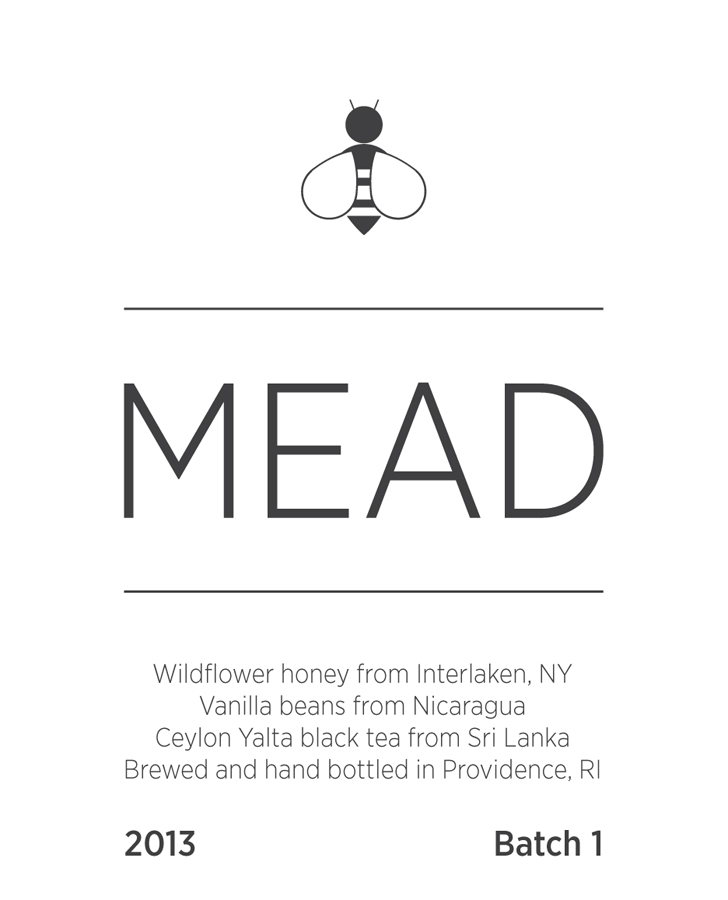 MEAD
Wildflower honey from Interlaken, NY
Vanilla beans from Nicaragua
Ceylon Yalta black tea from Sri Lanka
Brewed and hand bottled in Providence, RI
2013 Batch 1